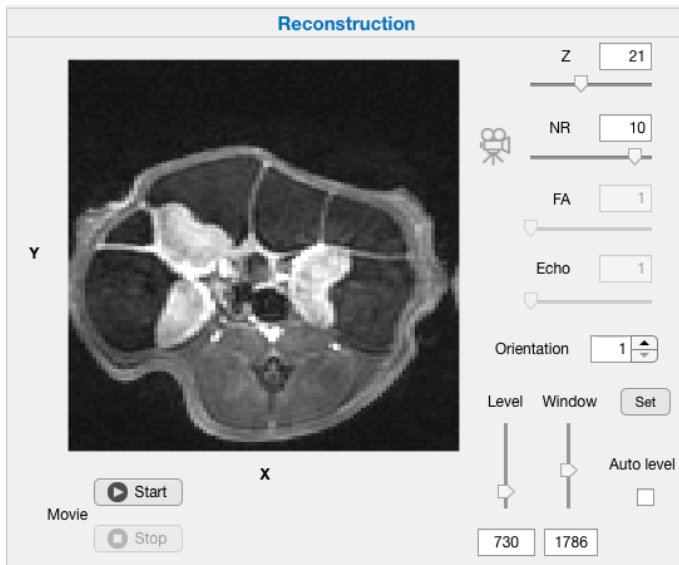 Reconstruction
Z 21
NR 10
FA 1
Y
Echo 1
Orientation 1
Level Window Set
X
Auto level
Start
Movie
Stop
730 1786